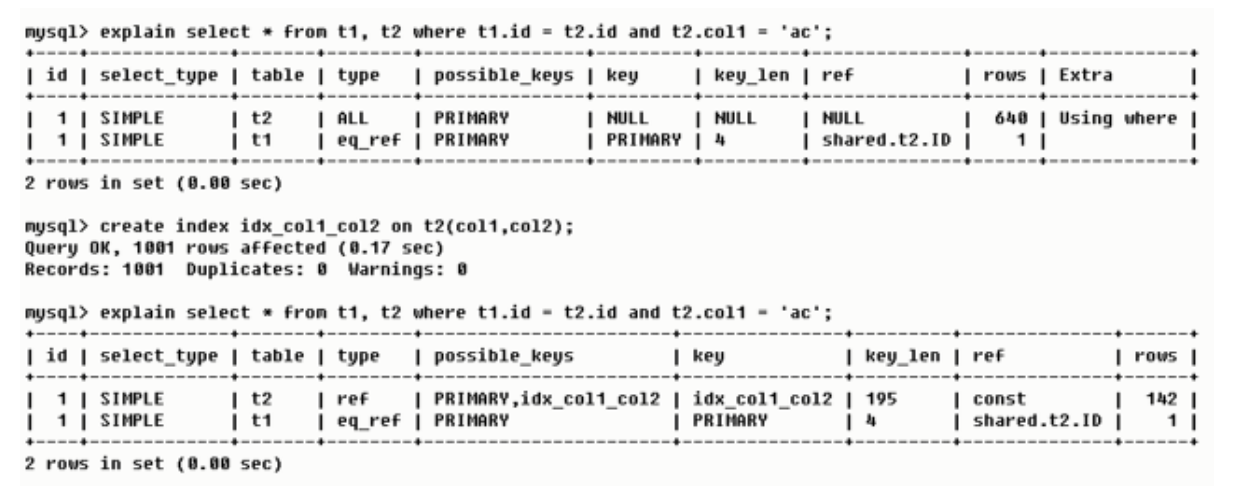 mysql> explain select * from t1, t2 where t1.id = t2.id and t2.col1 = 'ac';
+----+-------------+-------+--------+---------------+---------+---------+--------------+------+-------------+
| id | select_type | table | type   | possible_keys | key     | key_len | ref          | rows | Extra       |
+----+-------------+-------+--------+---------------+---------+---------+--------------+------+-------------+
|  1 | SIMPLE      | t2    | ALL    | PRIMARY       | NULL    | NULL    | NULL         |  640 | Using where |
|  1 | SIMPLE      | t1    | eq_ref | PRIMARY       | PRIMARY | 4       | shared.t2.ID |    1 |             |
+----+-------------+-------+--------+---------------+---------+---------+--------------+------+-------------+
2 rows in set (0.00 sec)
mysql> create index idx_col1_col2 on t2(col1,col2);
Query OK, 1001 rows affected (0.17 sec)
Records: 1001  Duplicates: 0  Warnings: 0
mysql> explain select * from t1, t2 where t1.id = t2.id and t2.col1 = 'ac';
+----+-------------+-------+--------+-----------------------+---------------+---------+--------------+------+
| id | select_type | table | type   | possible_keys         | key           | key_len | ref          | rows |
+----+-------------+-------+--------+-----------------------+---------------+---------+--------------+------+
|  1 | SIMPLE      | t2    | ref    | PRIMARY,idx_col1_col2 | idx_col1_col2 | 195     | const        |  142 |
|  1 | SIMPLE      | t1    | eq_ref | PRIMARY               | PRIMARY       | 4       | shared.t2.ID |    1 |
+----+-------------+-------+--------+-----------------------+---------------+---------+--------------+------+
2 rows in set (0.00 sec)